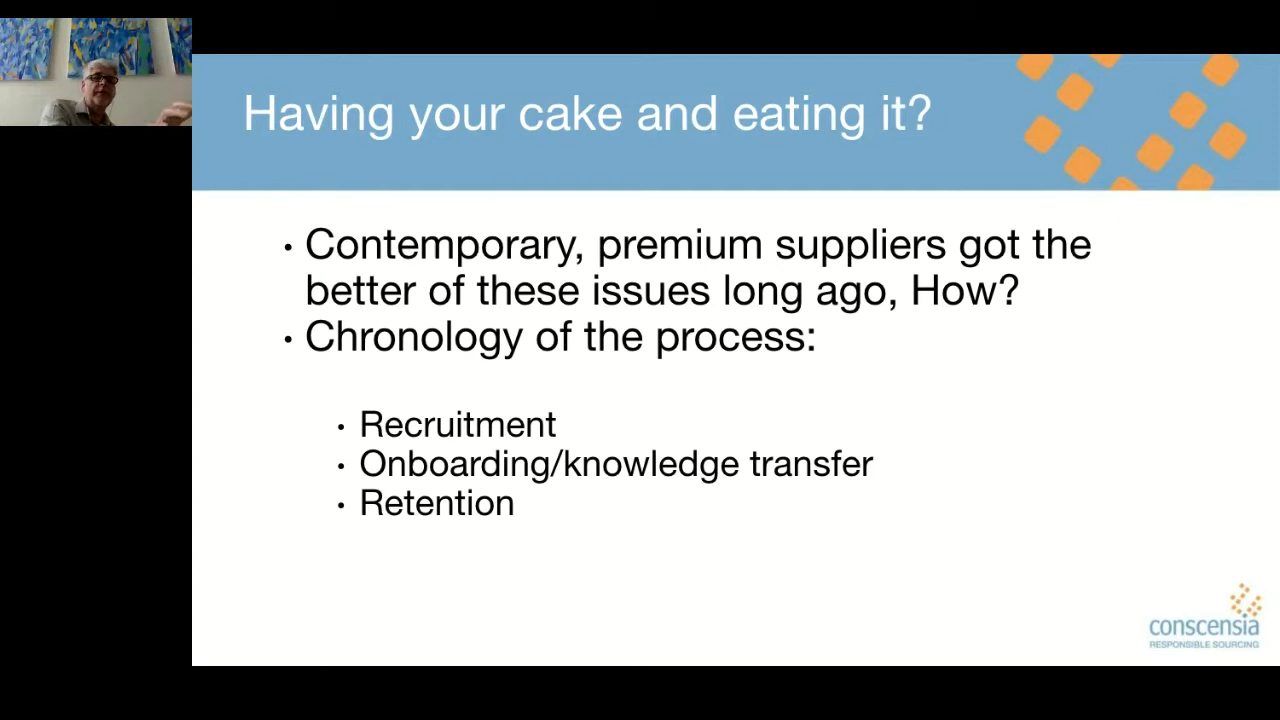 Having your cake and eating it?
• Contemporary, premium suppliers got the
better of these issues long ago, How?
• Chronology of the process:
• Recruitment
• Onboarding/knowledge transfer
• Retention
conscensia
RESPONSIBLE SOURCING